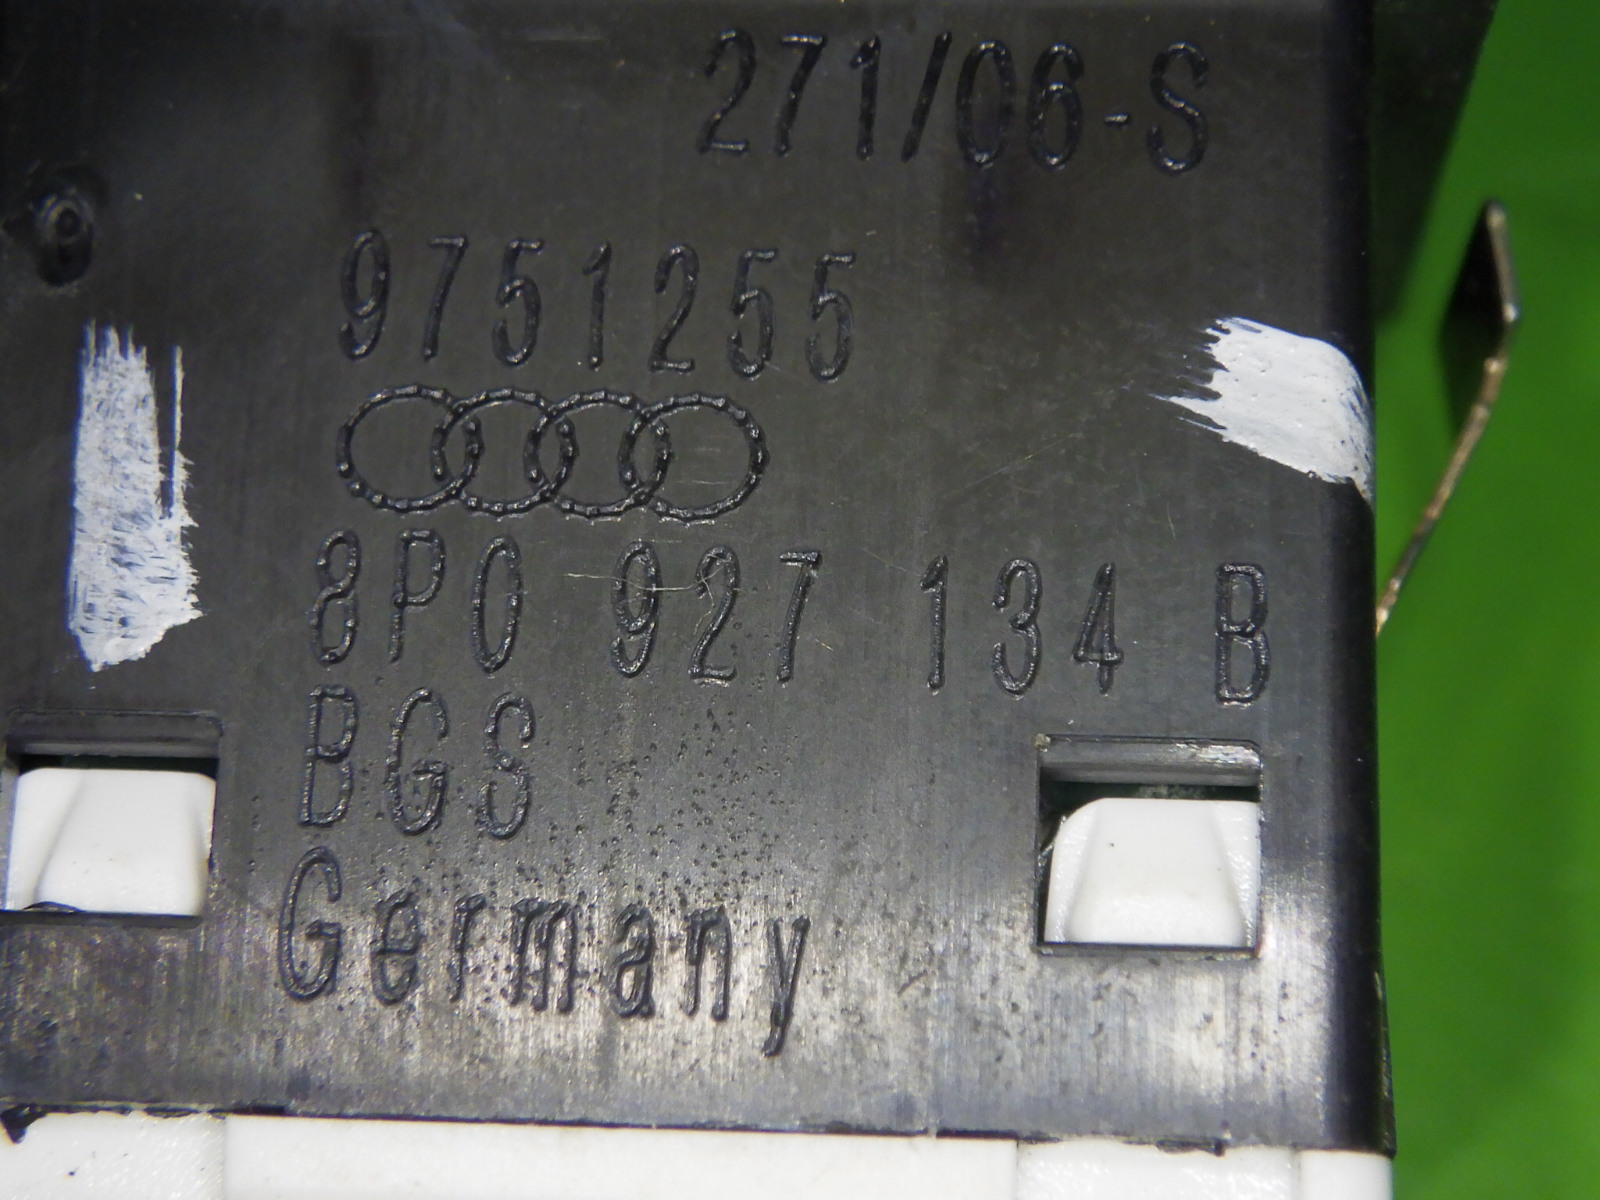 271/06-S
9751255
8P0 927 134 B
BGS
Germany